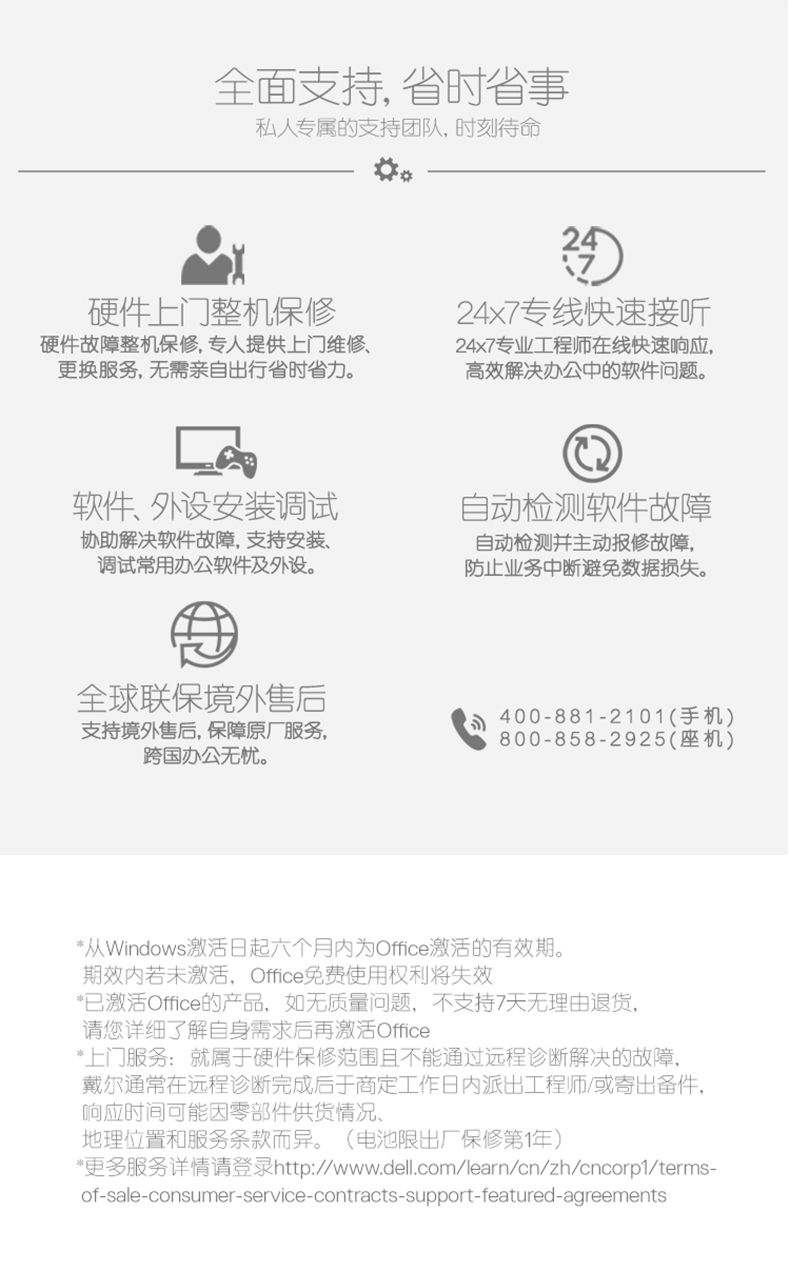 全面支持, 省时省事
私人专属的支持团队, 时刻待命
24
7
硬件上门整机保修
硬件故障整机保修, 专人提供上门维修、
更换服务, 无需亲自出行省时省力。
24x7专线快速接听
24x7专业工程师在线快速响应,
高效解决办公中的软件问题。
软件、外设安装调试
协助解决软件故障, 支持安装、
调试常用办公软件及外设。
自动检测软件故障
自动检测并主动报修故障,
防止业务中断避免数据损失。
全球联保境外售后
支持境外售后, 保障原厂服务,
跨国办公无忧。
400-881-2101(手机)
800-858-2925(座机)
*从Windows激活日起六个月内为Office激活的有效期。
期效内若未激活，Office免费使用权利将失效
*已激活Office的产品，如无质量问题，不支持7天无理由退货，
请您详细了解自身需求后再激活Office
*上门服务：就属于硬件保修范围且不能通过远程诊断解决的故障，
戴尔通常在远程诊断完成后于商定工作日内派出工程师/或寄出备件，
响应时间可能因零部件供货情况、
地理位置和服务条款而异。（电池限出厂保修第1年）
*更多服务详情请登录http://www.dell.com/learn/cn/zh/cncorp1/terms-
of-sale-consumer-service-contracts-support-featured-agreements